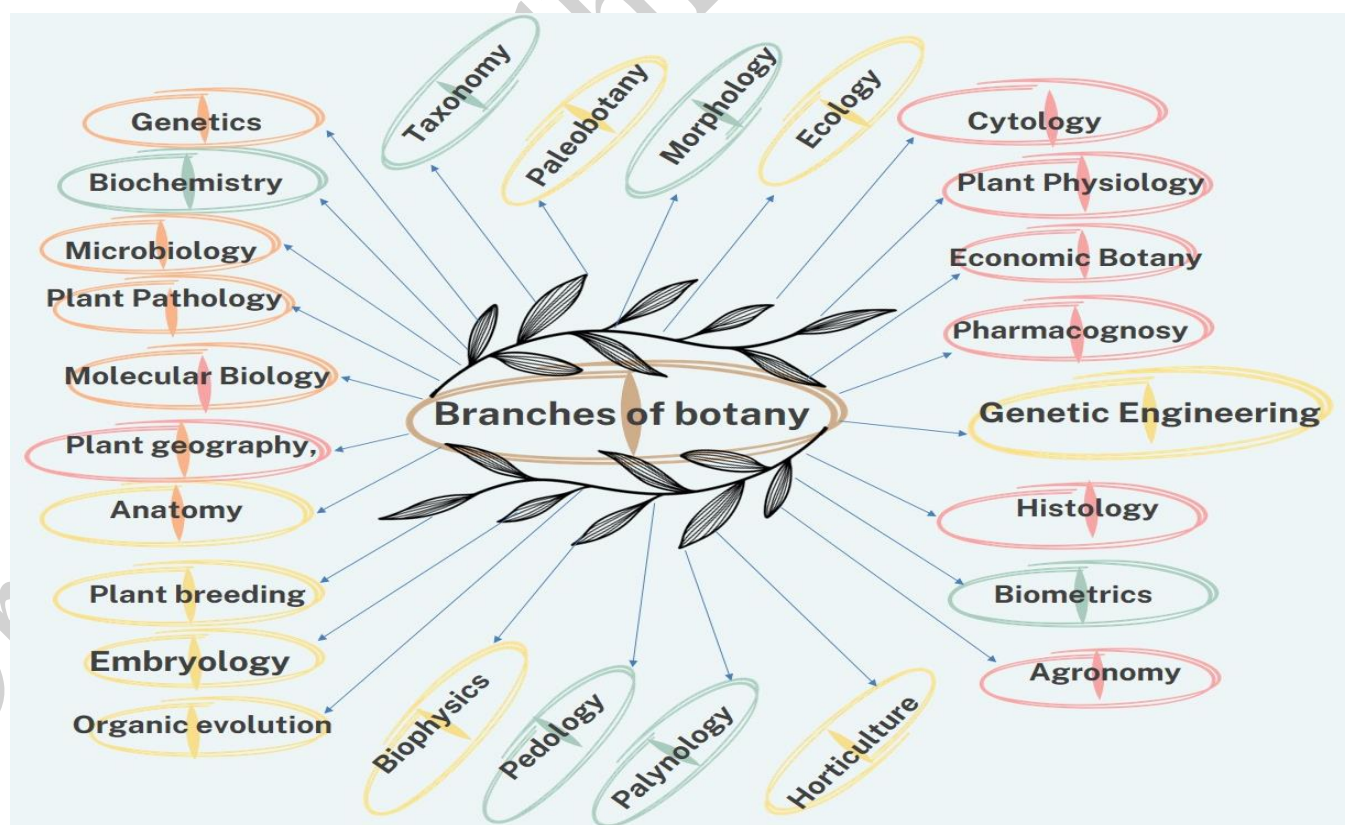 Taxonomy
Paleobotany
Morphology
Ecology
Genetics
Biochemistry
Microbiology
Plant Pathology
Molecular Biology
Plant geography,
Anatomy
Plant breeding
Embryology
Organic evolution
Branches of botany
Cytology
Plant Physiology
Economic Botany
Pharmacognosy
Genetic Engineering
Histology
Biometrics
Agronomy
Biophysics
Pedology
Palynology
Horticulture